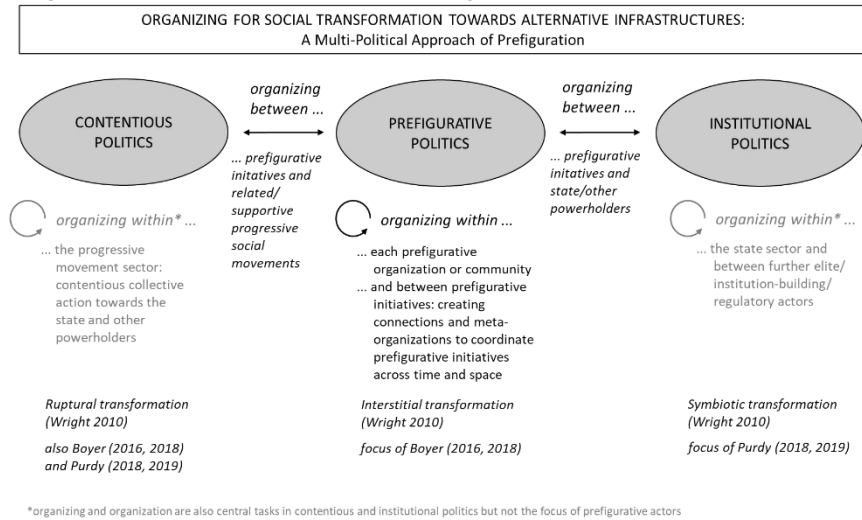 ORGANIZING FOR SOCIAL TRANSFORMATION TOWARDS ALTERNATIVE INFRASTRUCTURES:
A Multi-Political Approach of Prefiguration
CONTENTIOUS
POLITICS
organizing
between ...
... prefigurative
initatives and
related/
supportive
progressive
social
movements
PREFIGURATIVE
POLITICS
organizing
between ...
... prefigurative
initatives and
state/other
powerholders
INSTITUTIONAL
POLITICS
organizing within* ...
... the progressive
movement sector:
contentious collective
action towards the
state and other
powerholders
organizing within ...
... each prefigurative
organization or community
... and between prefigurative
initiatives: creating
connections and meta-
organizations to coordinate
prefigurative initiatives
across time and space
organizing within* ...
... the state sector and
between further elite/
institution-building/
regulatory actors
Ruptural transformation
(Wright 2010)
also Boyer (2016, 2018)
and Purdy (2018, 2019)
Interstitial transformation
(Wright 2010)
focus of Boyer (2016, 2018)
Symbiotic transformation
(Wright 2010)
focus of Purdy (2018, 2019)
*organizing and organization are also central tasks in contentious and institutional politics but not the focus of prefigurative actors